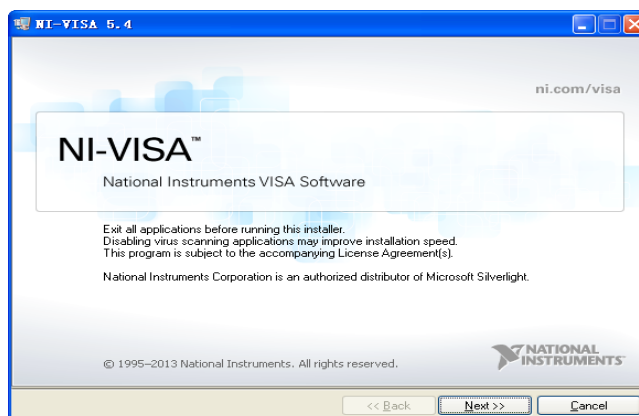 NI-VISA 5.4
ni.com/visa
NI-VISA™
National Instruments VISA Software
Exit all applications before running this installer.
Disabling virus scanning applications may improve installation speed.
This program is subject to the accompanying License Agreement(s).
National Instruments Corporation is an authorized distributor of Microsoft Silverlight.
© 1995–2013 National Instruments. All rights reserved.
NATIONAL
INSTRUMENTS™
<< Back Next >> Cancel